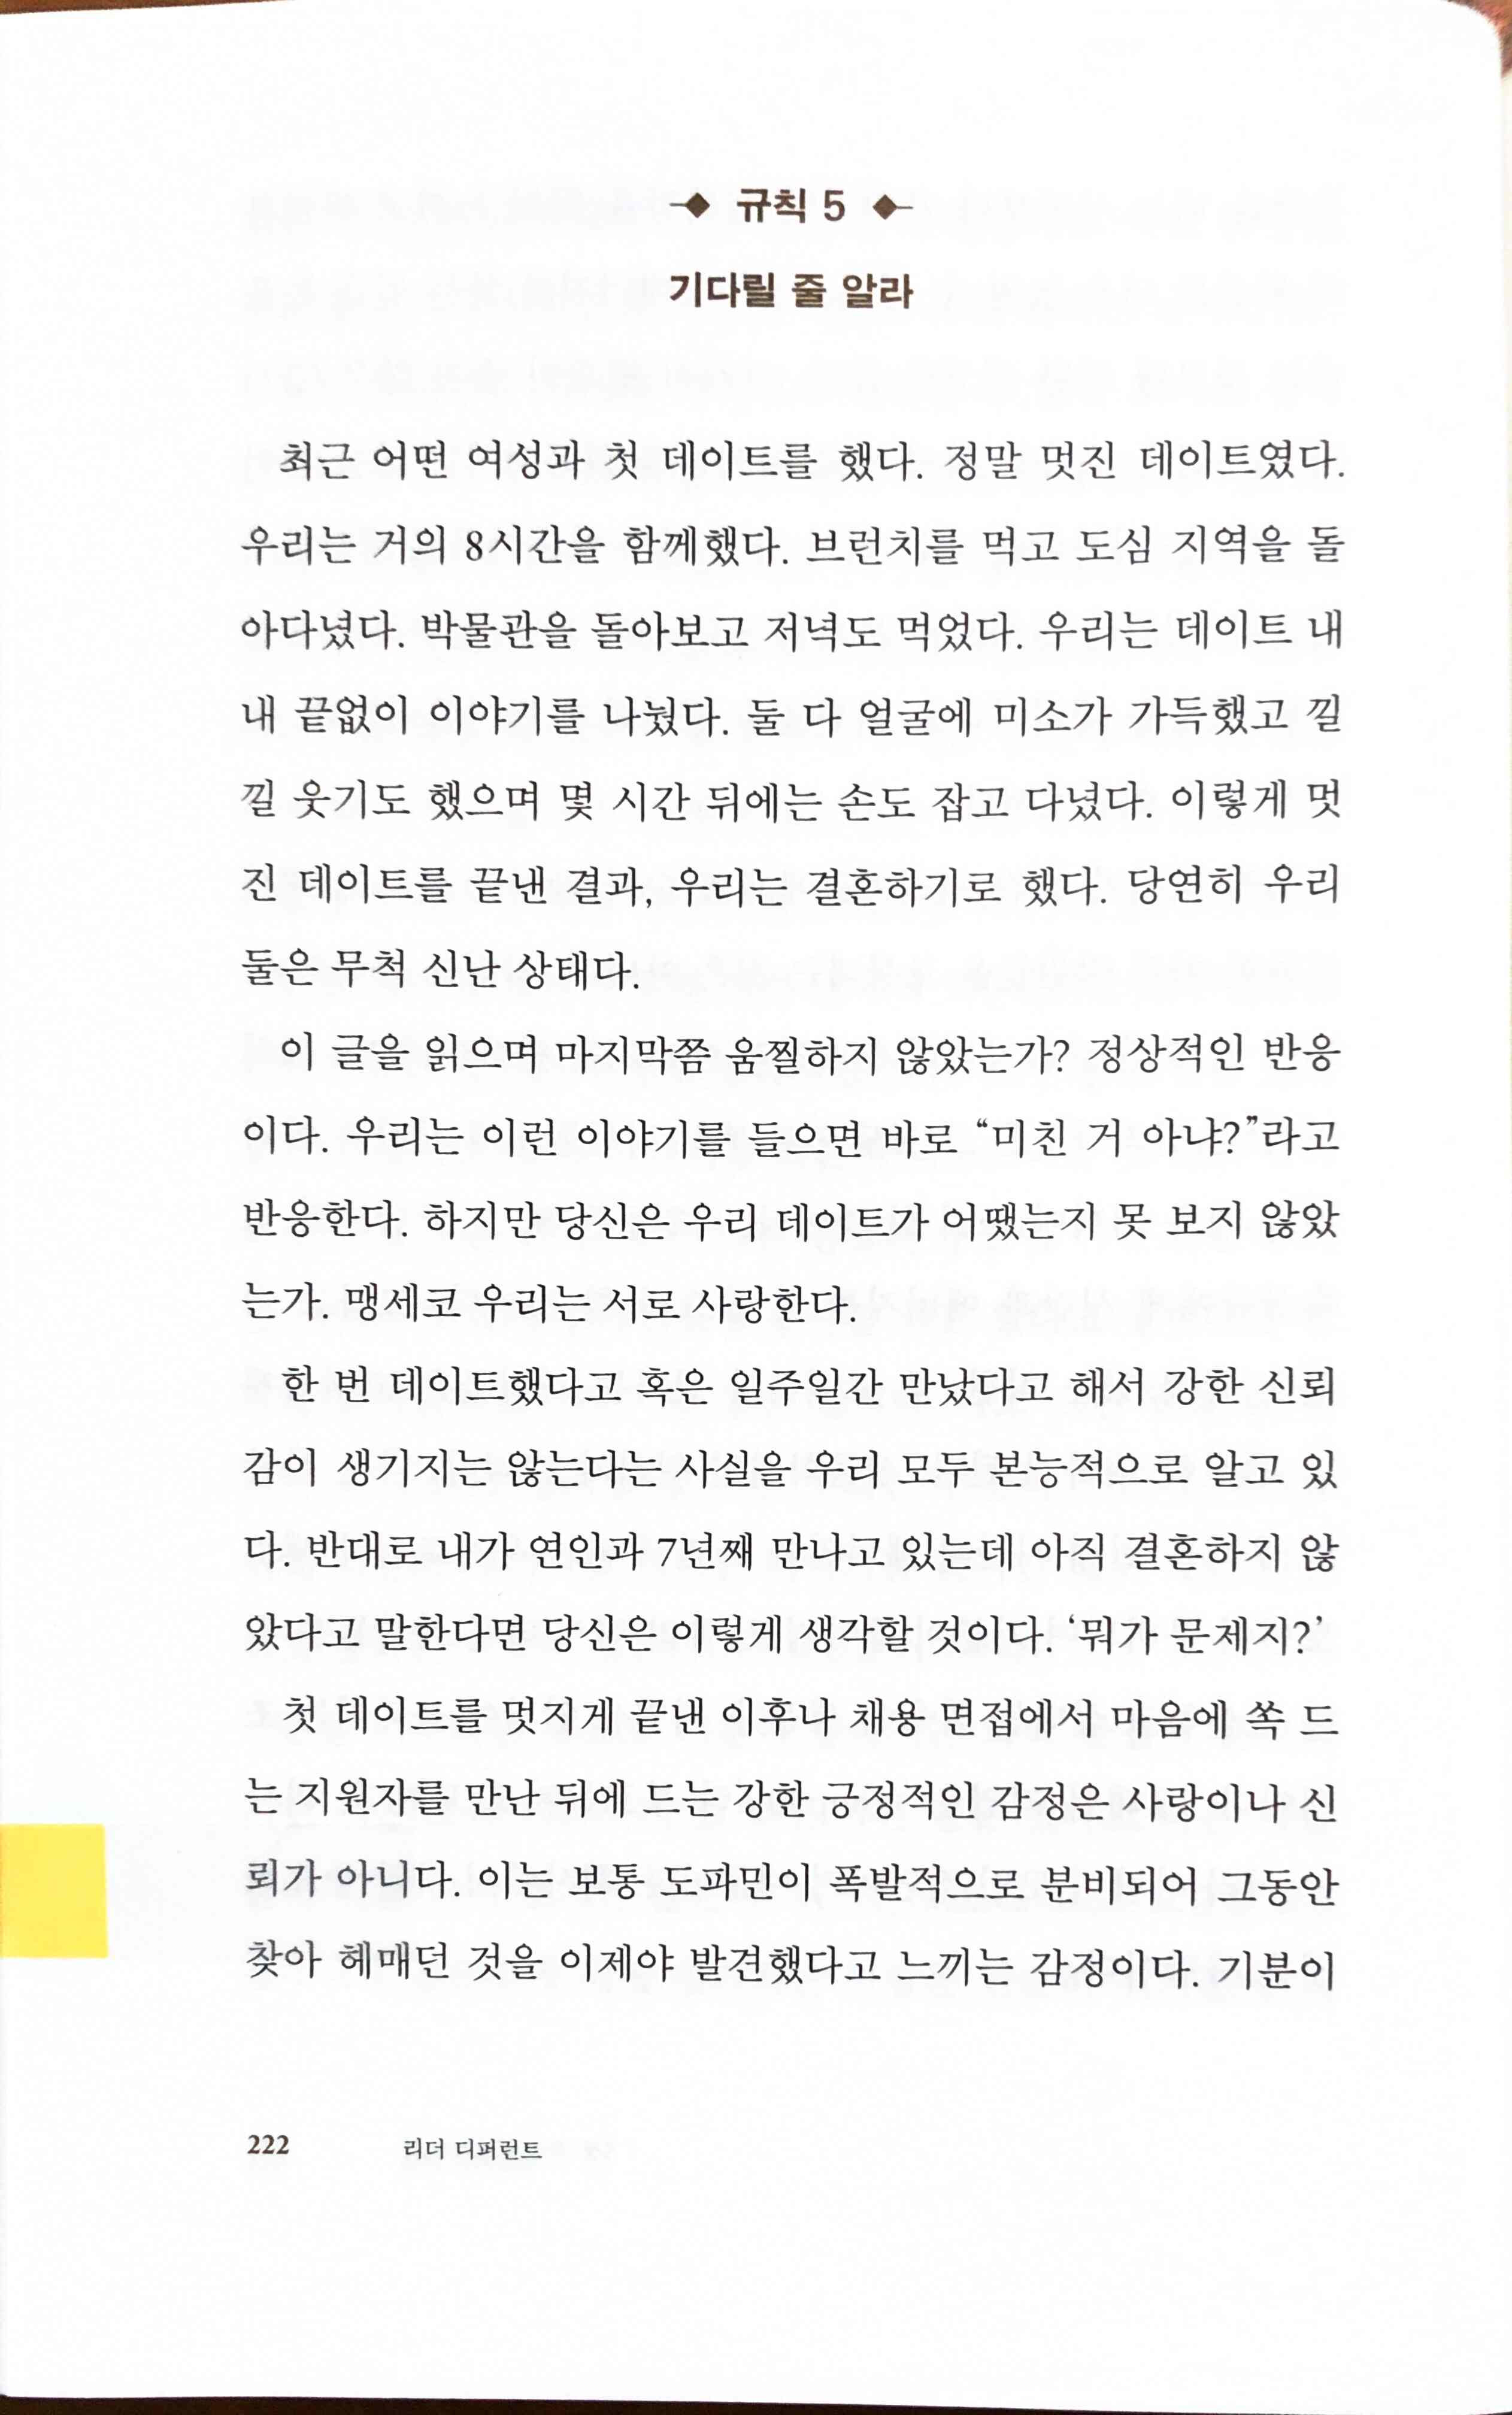 규칙 5
기다릴 줄 알라
최근 어떤 여성과 첫 데이트를 했다. 정말 멋진 데이트였다.
우리는 거의 8시간을 함께했다. 브런치를 먹고 도심 지역을 돌
아다녔다. 박물관을 돌아보고 저녁도 먹었다. 우리는 데이트 내
내 끝없이 이야기를 나눴다. 둘 다 얼굴에 미소가 가득했고 낄
낄 웃기도 했으며 몇 시간 뒤에는 손도 잡고 다녔다. 이렇게 멋
진 데이트를 끝낸 결과, 우리는 결혼하기로 했다. 당연히 우리
둘은 무척 신난 상태다.
이 글을 읽으며 마지막쯤 움찔하지 않았는가? 정상적인 반응
이다. 우리는 이런 이야기를 들으면 바로 “미친 거 아냐?”라고
반응한다. 하지만 당신은 우리 데이트가 어땠는지 못 보지 않았
는가. 맹세코 우리는 서로 사랑한다.
한 번 데이트했다고 혹은 일주일간 만났다고 해서 강한 신뢰
감이 생기지는 않는다는 사실을 우리 모두 본능적으로 알고 있
다. 반대로 내가 연인과 7년째 만나고 있는데 아직 결혼하지 않
았다고 말한다면 당신은 이렇게 생각할 것이다. ‘뭐가 문제지?’
첫 데이트를 멋지게 끝낸 이후나 채용 면접에서 마음에 쏙 드
는 지원자를 만난 뒤에 드는 강한 긍정적인 감정은 사랑이나 신
뢰가 아니다. 이는 보통 도파민이 폭발적으로 분비되어 그동안
찾아 헤매던 것을 이제야 발견했다고 느끼는 감정이다. 기분이
222 리더 디퍼런트